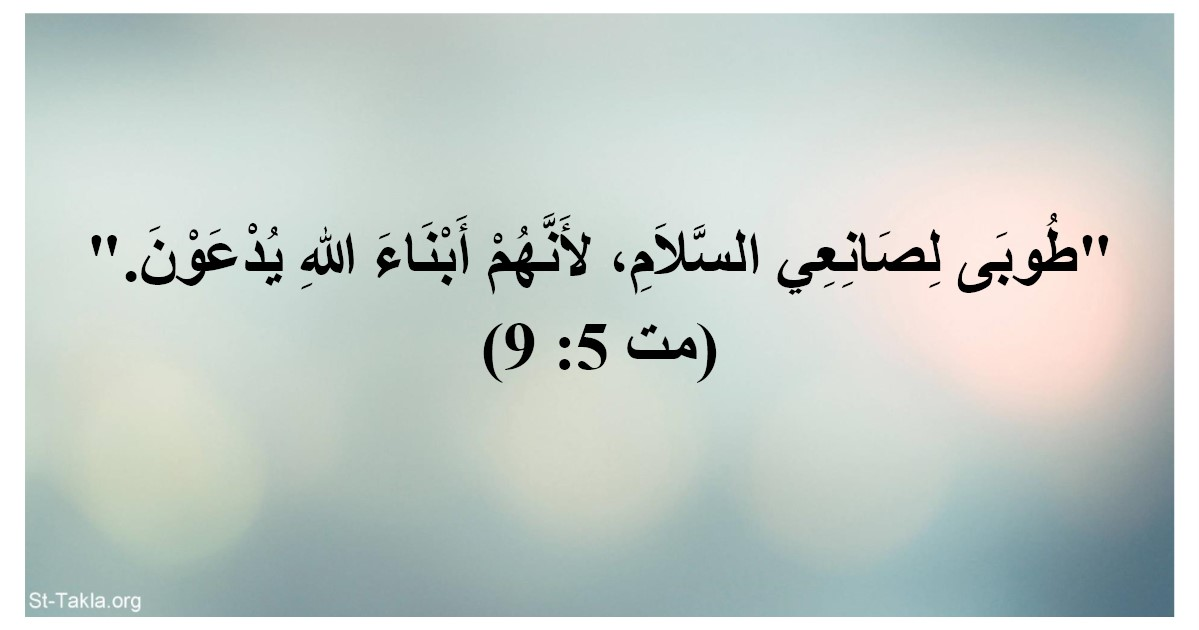 "طُوبَى لِصَانِعِي السَّلاَمِ، لأَنَّهُمْ أَبْنَاءَ اللهِ يُدْعَوْنَ."
(مت 5: 9)
St-Takla.org